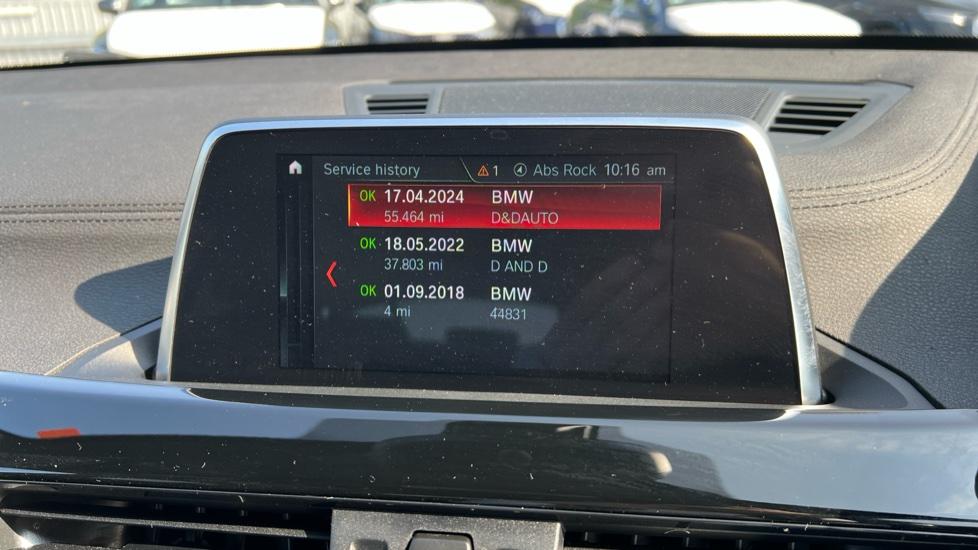 Service history 1 Abs Rock 10:16 am
OK 17.04.2024 BMW
55.464 mi D&DAUTO
OK 18.05.2022 BMW
37.803 mi D AND D
OK 01.09.2018 BMW
4 mi 44831